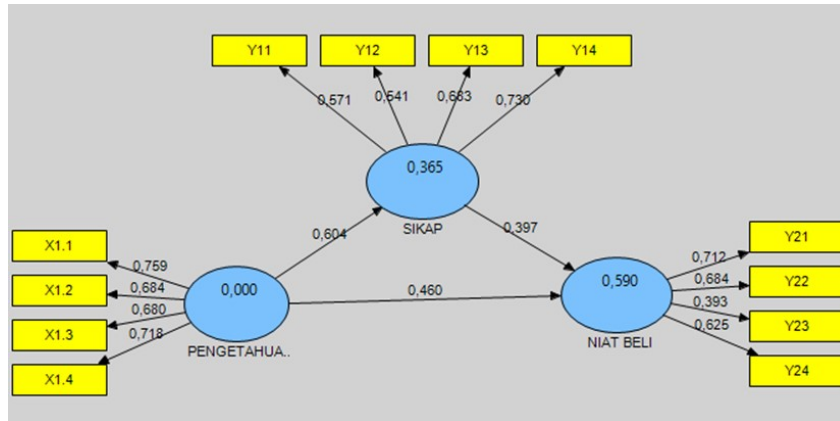 Y11 Y12 Y13 Y14
0,571 0,541 0,683 0,730
0,365
SIKAP
0,604 0,397
X1.1
X1.2
X1.3
X1.4
0,759
0,684
0,680
0,718
0,000
PENGETAHUA..
0,460
0,590
NIAT BELI
0,712
0,684
0,393
0,625
Y21
Y22
Y23
Y24